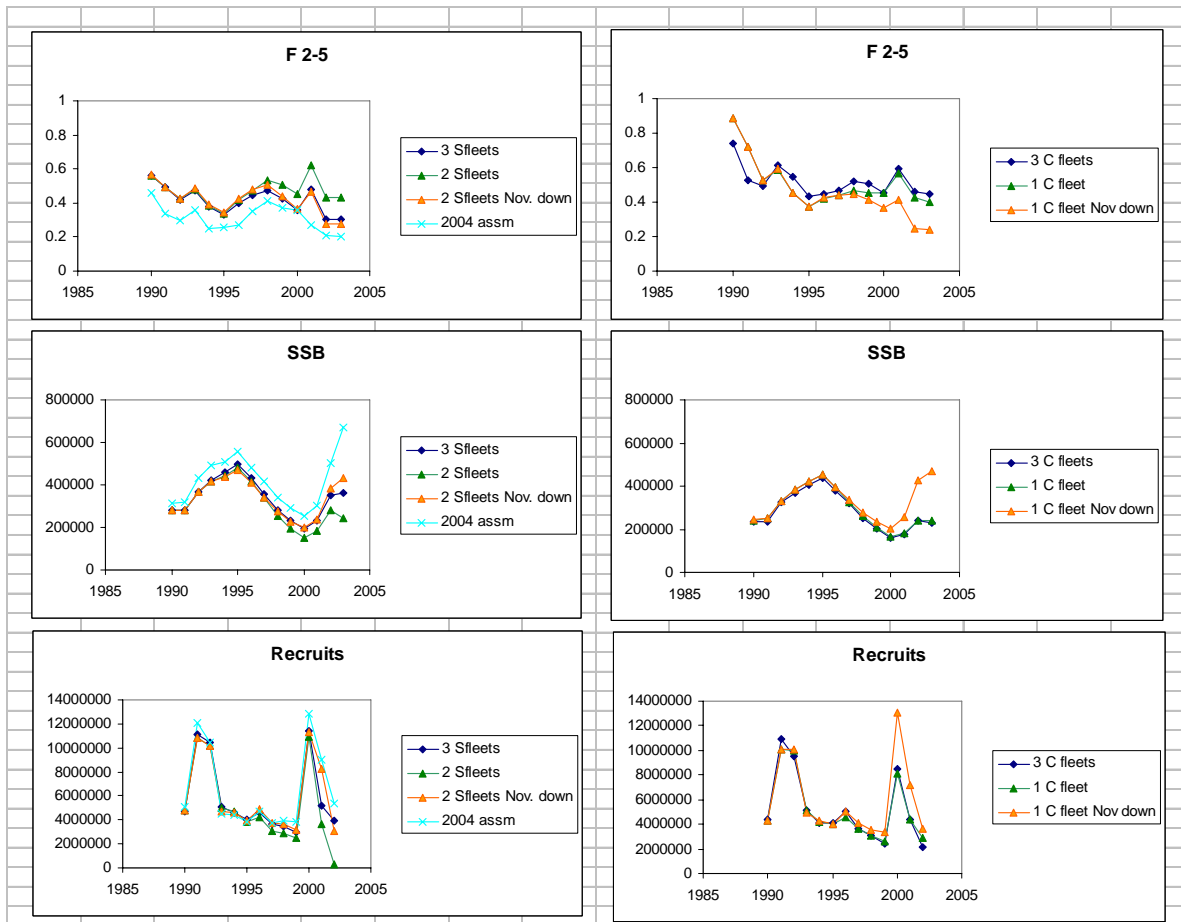 F 2-5
1
0.8
0.6
0.4
0.2
0
1985 1990 1995 2000 2005
3 Sfleets
2 Sfleets
2 Sfleets Nov. down
2004 assm
F 2-5
1
0.8
0.6
0.4
0.2
0
1985 1990 1995 2000 2005
3 C fleets
1 C fleet
1 C fleet Nov down
SSB
800000
600000
400000
200000
0
1985 1990 1995 2000 2005
3 Sfleets
2 Sfleets
2 Sfleets Nov. down
2004 assm
SSB
800000
600000
400000
200000
0
1985 1990 1995 2000 2005
3 C fleets
1 C fleet
1 C fleet Nov down
Recruits
14000000
12000000
10000000
8000000
6000000
4000000
2000000
0
1985 1990 1995 2000 2005
3 Sfleets
2 Sfleets
2 Sfleets Nov. down
2004 assm
Recruits
14000000
12000000
10000000
8000000
6000000
4000000
2000000
0
1985 1990 1995 2000 2005
3 C fleets
1 C fleet
1 C fleet Nov down